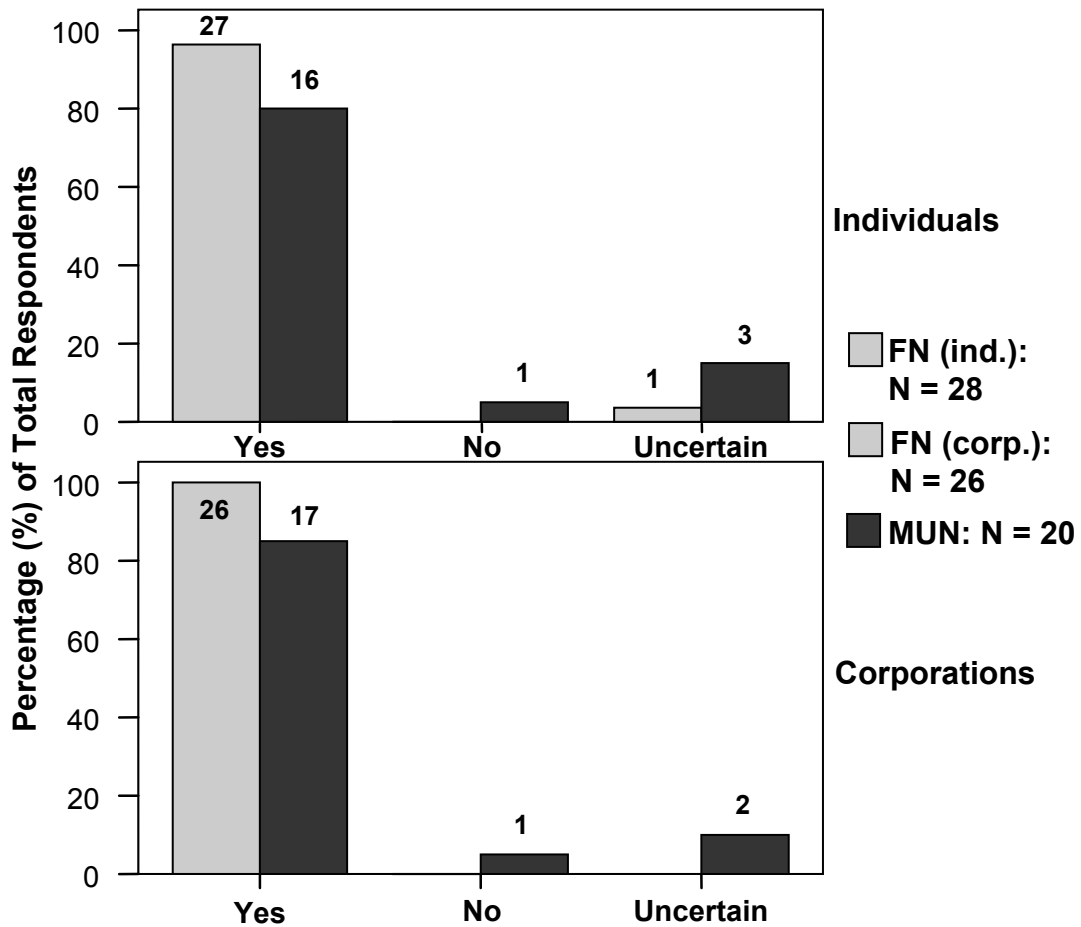 Percentage (%) of Total Respondents
100
80
60
40
20
0
27
16
1
1
3
Yes
No
Uncertain
Individuals
100
80
60
40
20
0
26
17
1
2
Yes
No
Uncertain
Corporations
FN (ind.):
N = 28
FN (corp.):
N = 26
MUN: N = 20